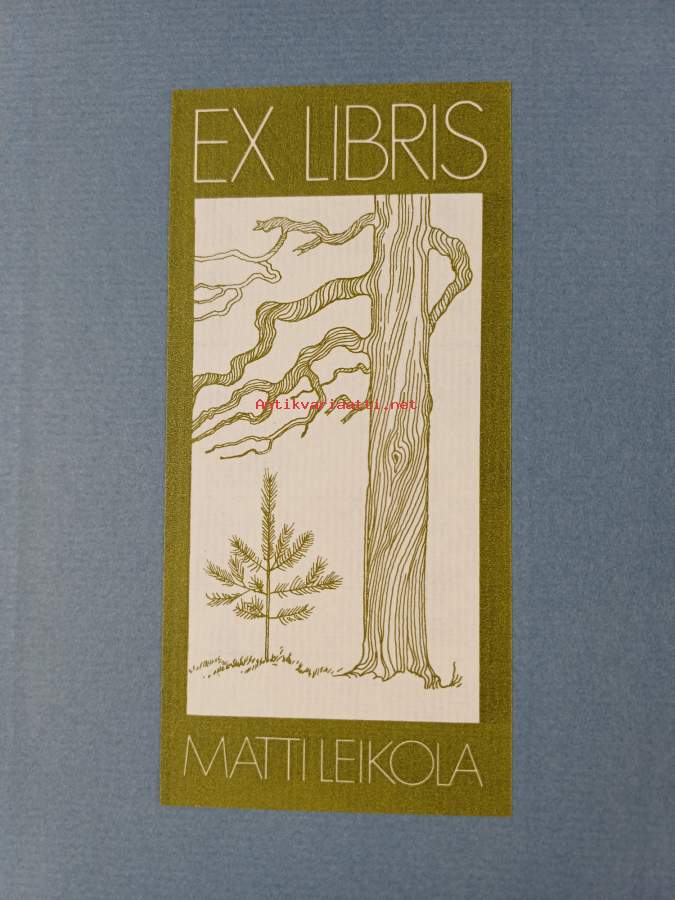 EX LIBRIS
Antikvariaatti.net
MATTI LEIKOLA